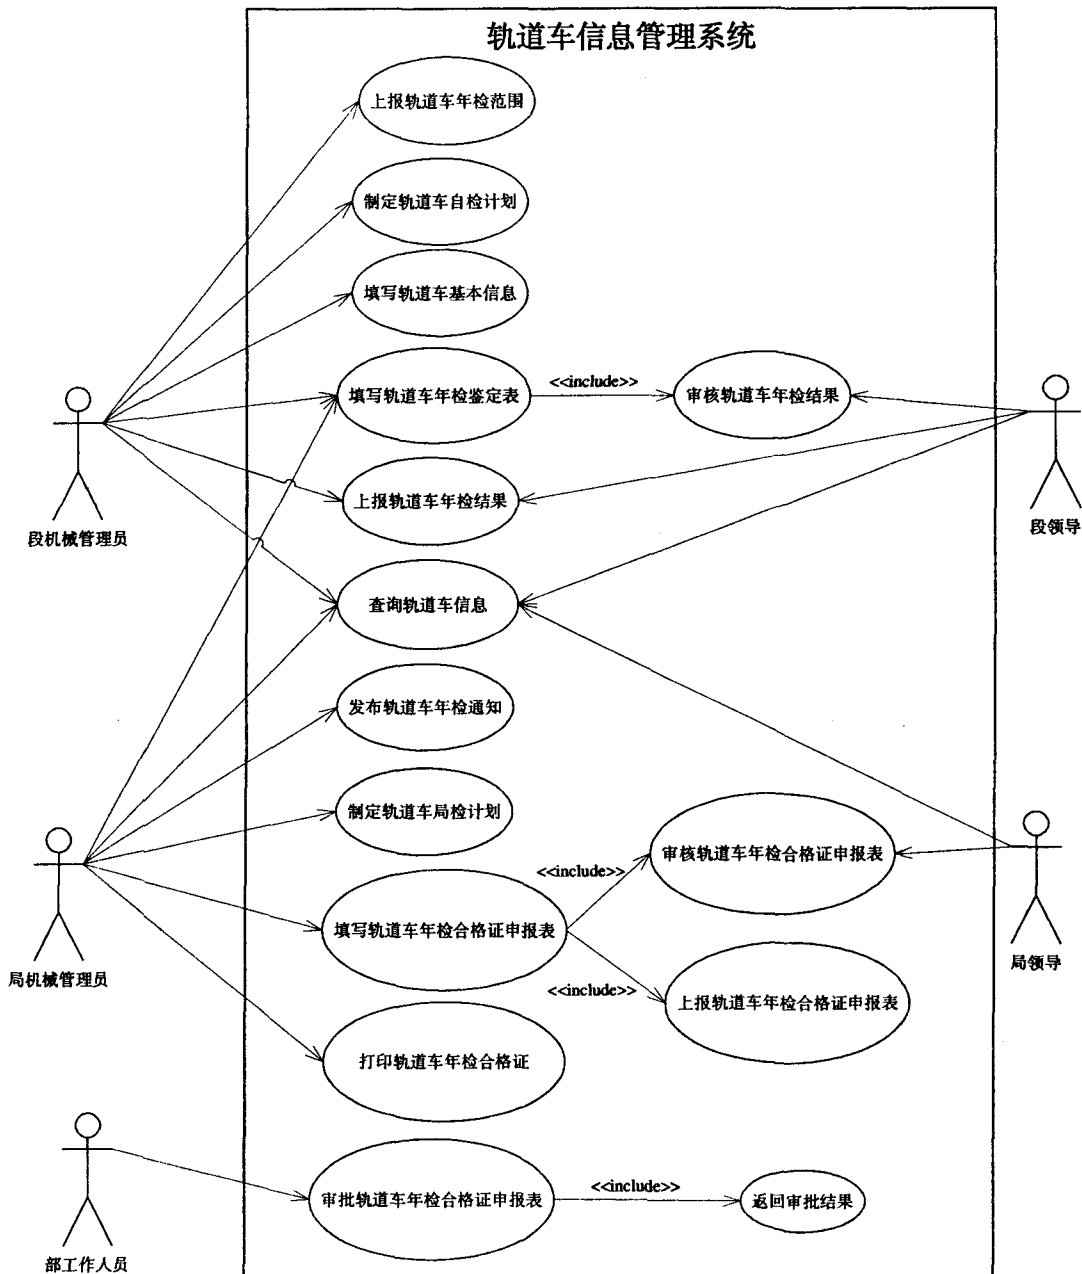 轨道车信息管理系统
上报轨道车年检范围
制定轨道车自检计划
填写轨道车基本信息
填写轨道车年检鉴定表
<<include>>
审核轨道车年检结果
上报轨道车年检结果
段机械管理员
段领导
查询轨道车信息
发布轨道车年检通知
制定轨道车局检计划
审核轨道车年检合格证申报表
<<include>>
填写轨道车年检合格证申报表
局机械管理员
局领导
<<include>>
上报轨道车年检合格证申报表
打印轨道车年检合格证
审批轨道车年检合格证申报表
<<include>>
返回审批结果
部工作人员